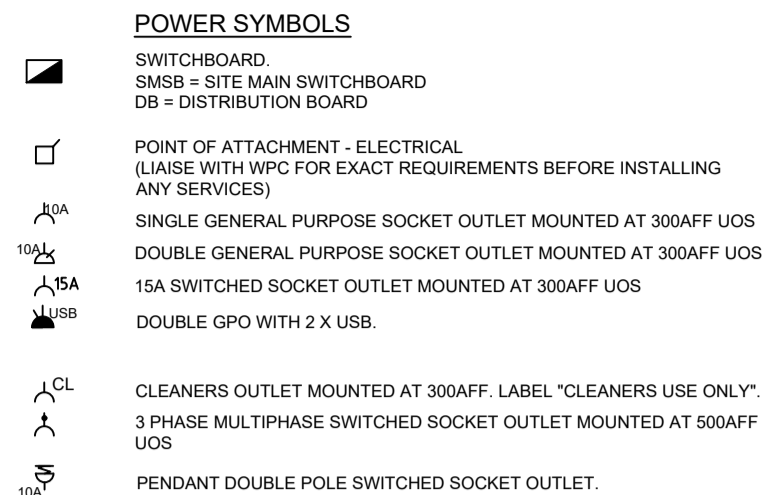 POWER SYMBOLS
SWITCHBOARD.
SMSB = SITE MAIN SWITCHBOARD
DB = DISTRIBUTION BOARD
POINT OF ATTACHMENT - ELECTRICAL
(LIAISE WITH WPC FOR EXACT REQUIREMENTS BEFORE INSTALLING
ANY SERVICES)
10A SINGLE GENERAL PURPOSE SOCKET OUTLET MOUNTED AT 300AFF UOS
10A DOUBLE GENERAL PURPOSE SOCKET OUTLET MOUNTED AT 300AFF UOS
15A 15A SWITCHED SOCKET OUTLET MOUNTED AT 300AFF UOS
USB DOUBLE GPO WITH 2 X USB.
CL CLEANERS OUTLET MOUNTED AT 300AFF. LABEL "CLEANERS USE ONLY".
3 PHASE MULTIPHASE SWITCHED SOCKET OUTLET MOUNTED AT 500AFF
UOS
10A PENDANT DOUBLE POLE SWITCHED SOCKET OUTLET.